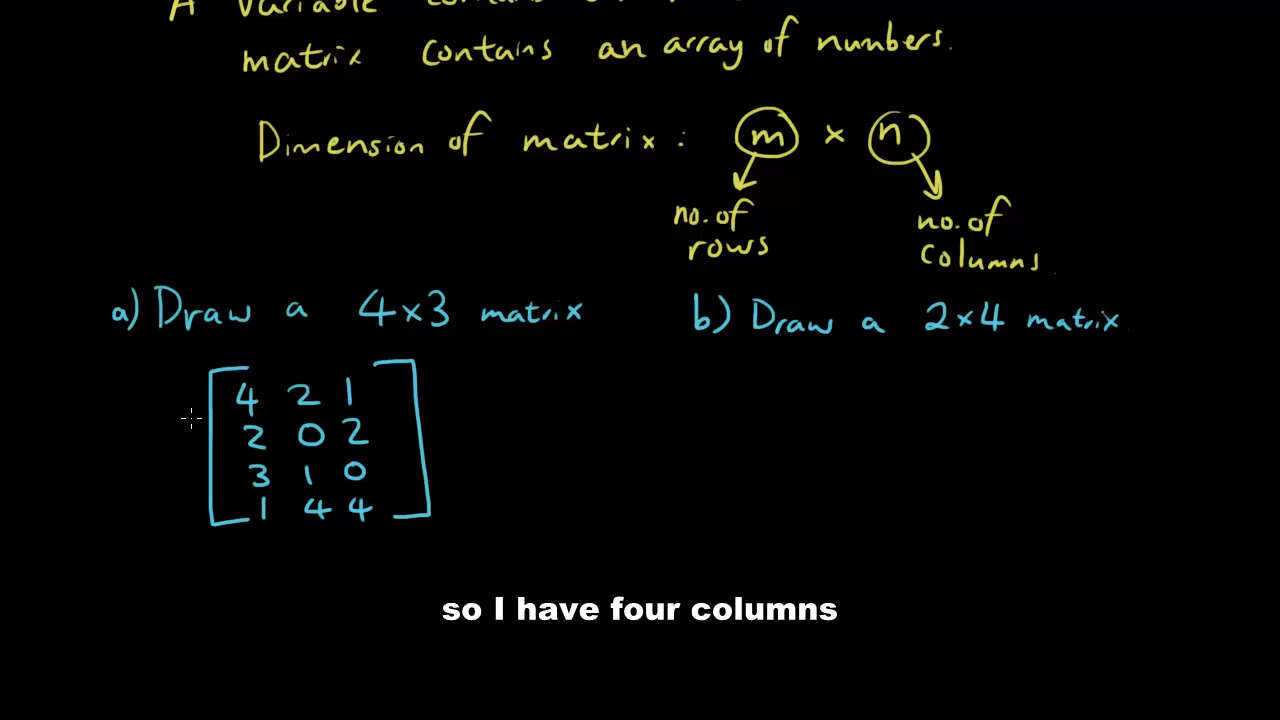 A variable
matrix contains an array of numbers.
Dimension of matrix : m × n
no. of rows
no. of columns
a) Draw a 4×3 matrix
b) Draw a 2×4 matrix
4 2 1
2 0 2
3 1 0
1 4 4
so I have four columns